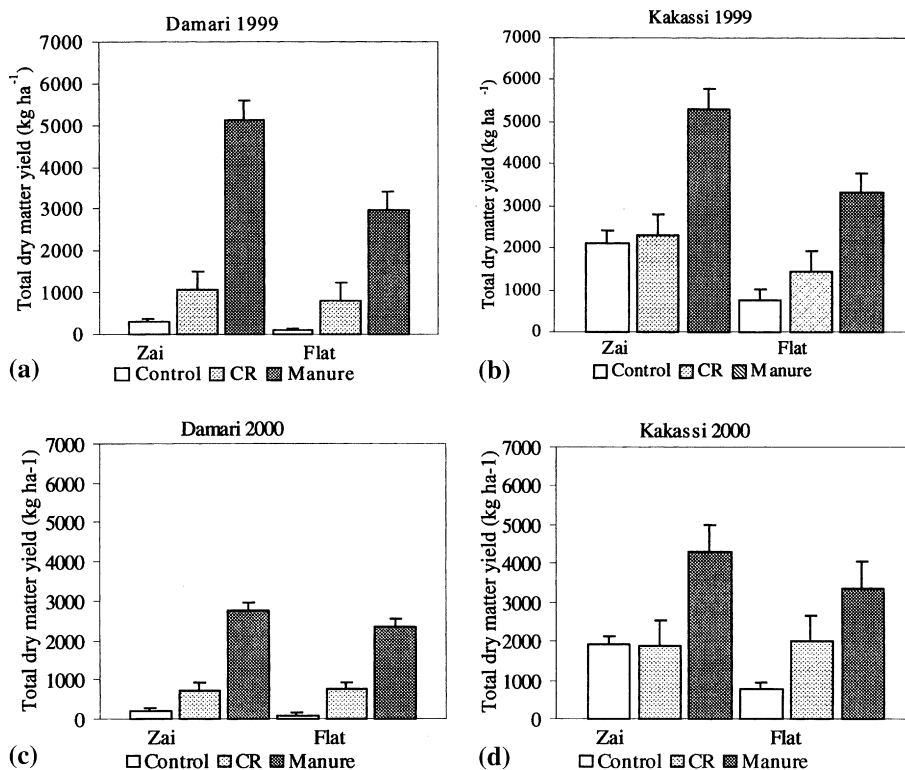 Damari 1999
Total dry matter yield (kg ha⁻¹)
7000
6000
5000
4000
3000
2000
1000
0
Zai Flat
(a)
Control CR Manure
Kakassi 1999
Total dry matter yield (kg ha ⁻¹)
7000
6000
5000
4000
3000
2000
1000
0
Zai Flat
(b)
Control CR Manure
Damari 2000
Total dry matter yield (kg ha-1)
7000
6000
5000
4000
3000
2000
1000
0
Zai Flat
(c)
Control CR Manure
Kakassi 2000
Total dry matter yield (kg ha-1)
7000
6000
5000
4000
3000
2000
1000
0
Zai Flat
(d)
Control CR Manure